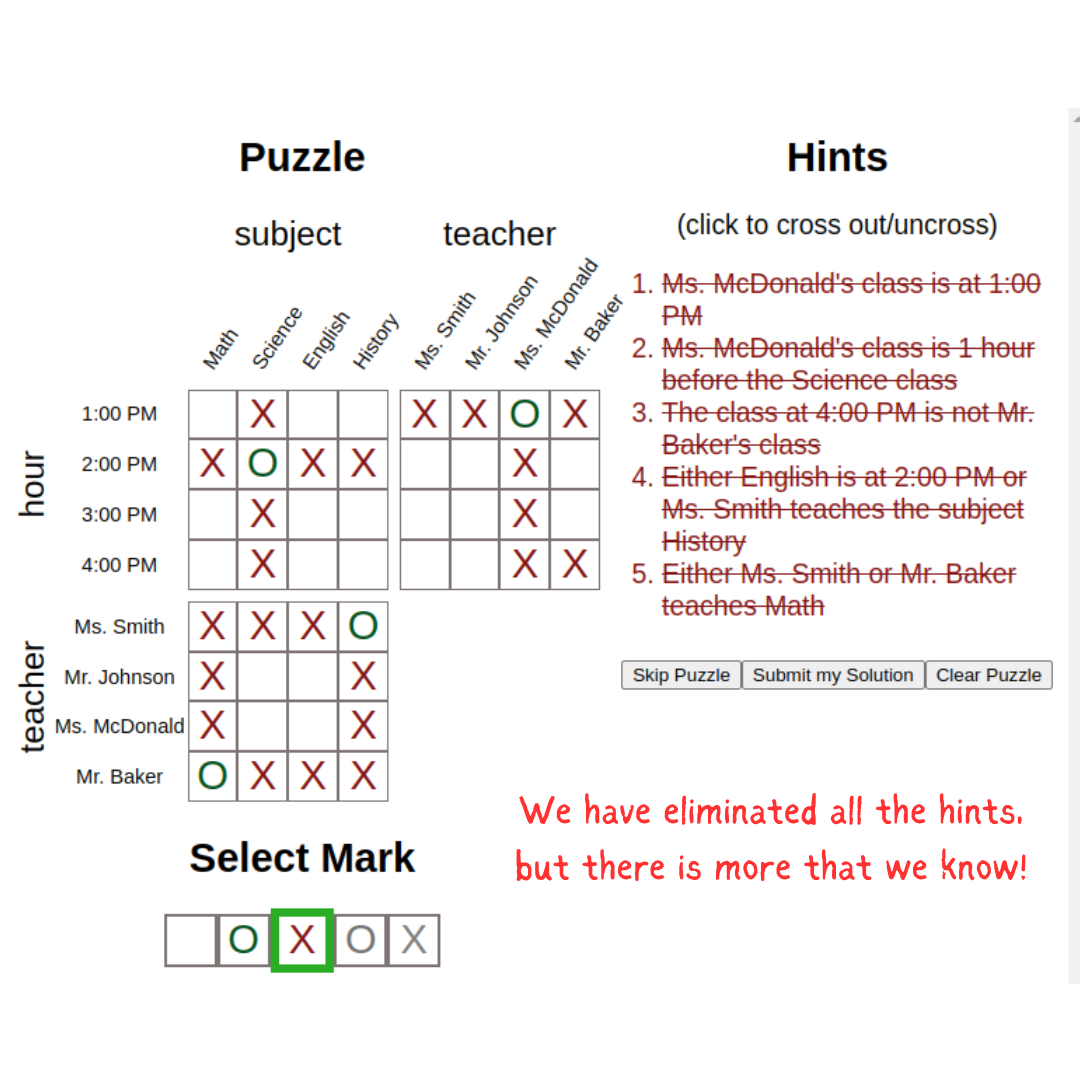 Puzzle
Hints
subject
teacher
(click to cross out/uncross)
Math
Science
English
History
Ms. Smith
Mr. Johnson
Ms. McDonald
Mr. Baker
hour
1:00 PM X X X O X
2:00 PM X O X X X
3:00 PM X X
4:00 PM X X X
teacher
Ms. Smith X X X O
Mr. Johnson X X
Ms. McDonald X X
Mr. Baker O X X X
1. Ms. McDonald's class is at 1:00
PM
2. Ms. McDonald's class is 1 hour
before the Science class
3. The class at 4:00 PM is not Mr.
Baker's class
4. Either English is at 2:00 PM or
Ms. Smith teaches the subject
History
5. Either Ms. Smith or Mr. Baker
teaches Math
Skip Puzzle Submit my Solution Clear Puzzle
We have eliminated all the hints,
but there is more that we know!
Select Mark
O X O X